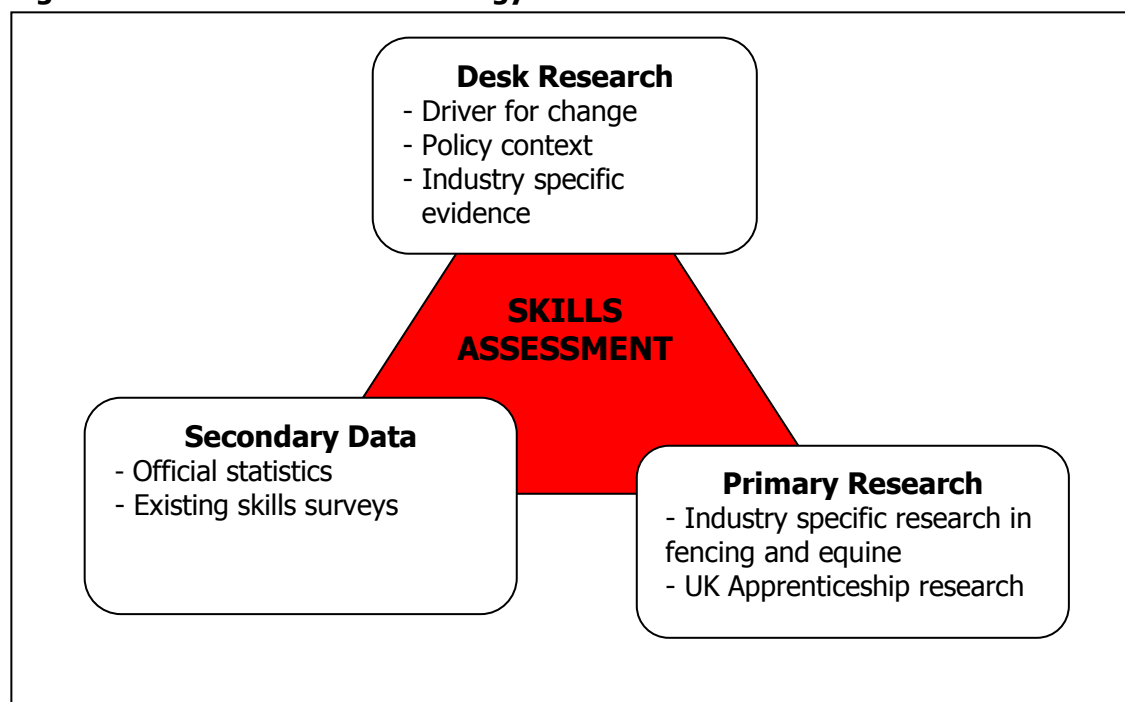 Desk Research
- Driver for change
- Policy context
- Industry specific
evidence
SKILLS
ASSESSMENT
Secondary Data
- Official statistics
- Existing skills surveys
Primary Research
- Industry specific research in
fencing and equine
- UK Apprenticeship research